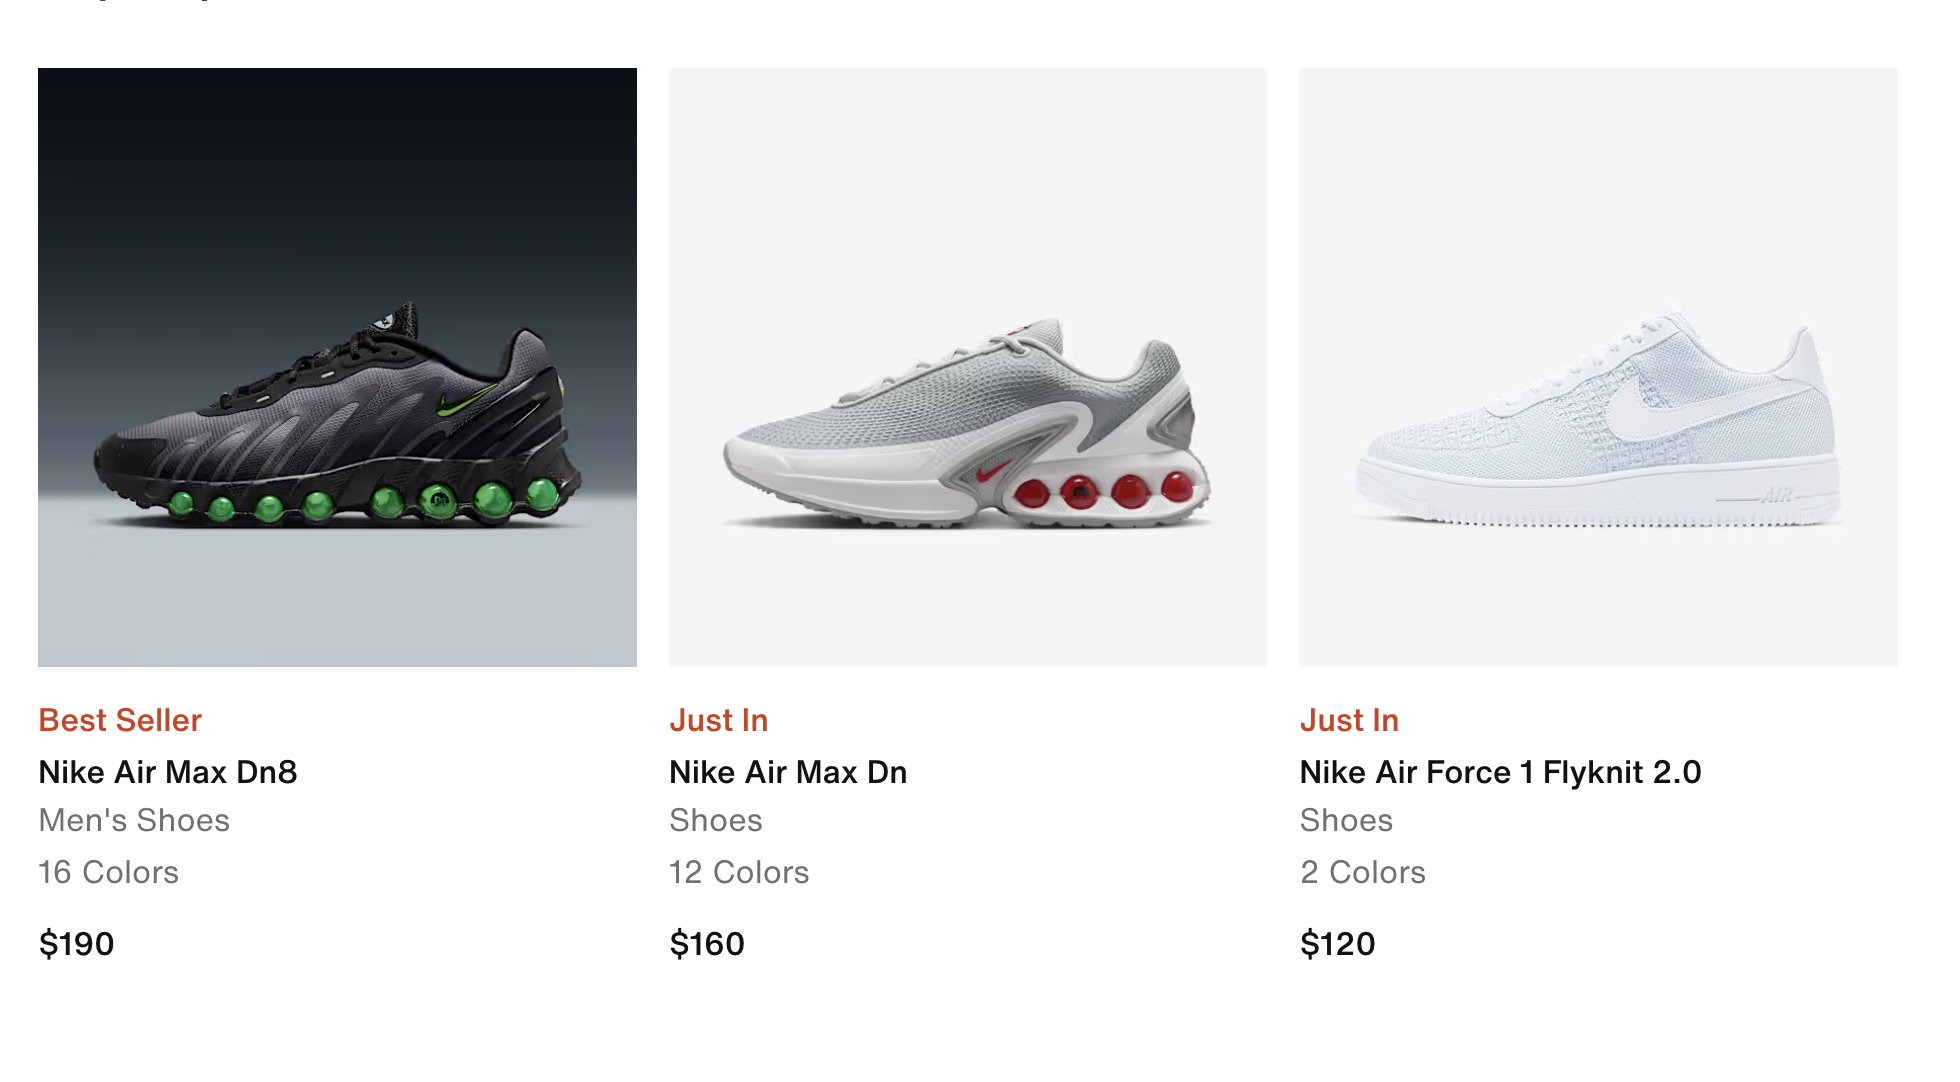 Best Seller
Nike Air Max Dn8
Men's Shoes
16 Colors
$190
Just In
Nike Air Max Dn
Shoes
12 Colors
$160
AIR
Just In
Nike Air Force 1 Flyknit 2.0
Shoes
2 Colors
$120